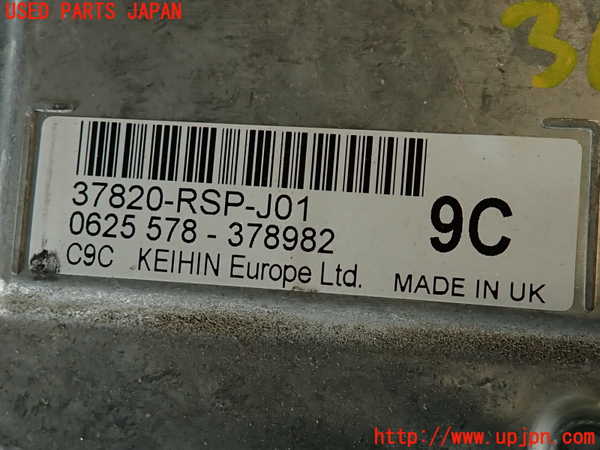 USED PARTS JAPAN
37820-RSP-J01
0625 578 - 378982
9C
C9C KEIHIN Europe Ltd.
MADE IN UK
http://www.upjpn.com/